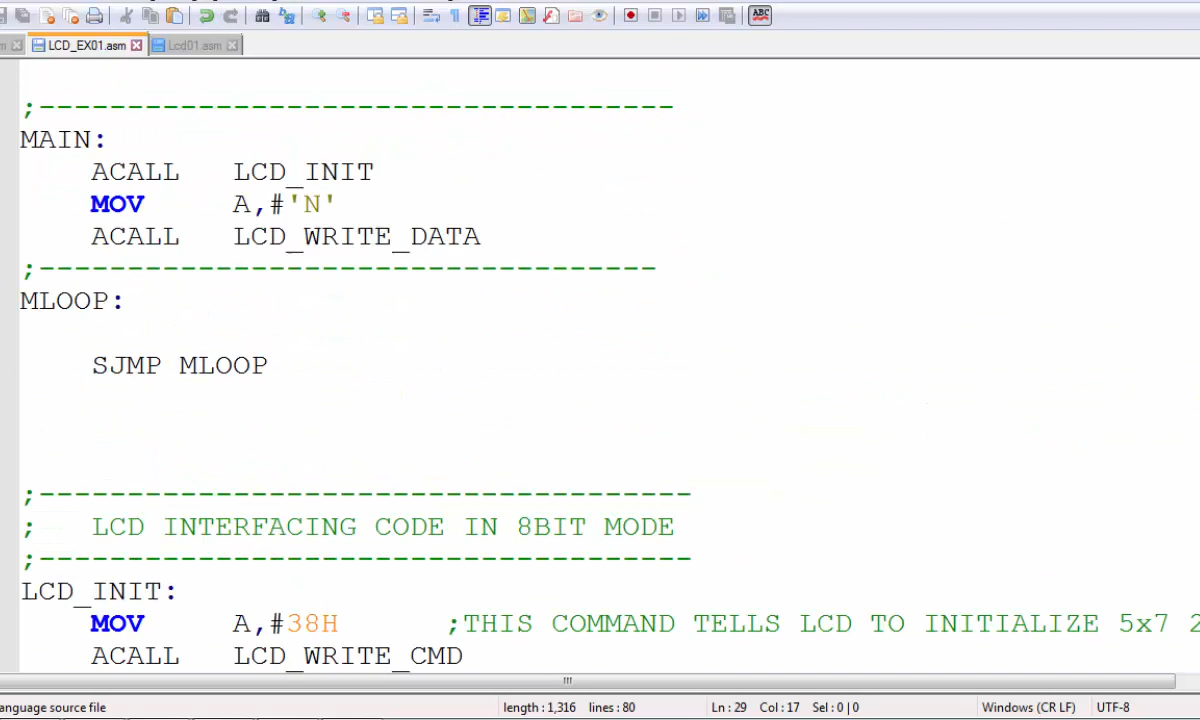 ABC
m LCD_EX01.asm Lcd01.asm
;------------------------------------
MAIN:
ACALL LCD_INIT
MOV A,#'N'
ACALL LCD_WRITE_DATA
;-----------------------------------
MLOOP:
SJMP MLOOP
;-------------------------------------
; LCD INTERFACING CODE IN 8BIT MODE
;-------------------------------------
LCD_INIT:
MOV A,#38H ;THIS COMMAND TELLS LCD TO INITIALIZE 5x7 2
ACALL LCD_WRITE_CMD
anguage source file length : 1,316 lines : 80 Ln : 29 Col : 17 Sel : 0 | 0 Windows (CR LF) UTF-8